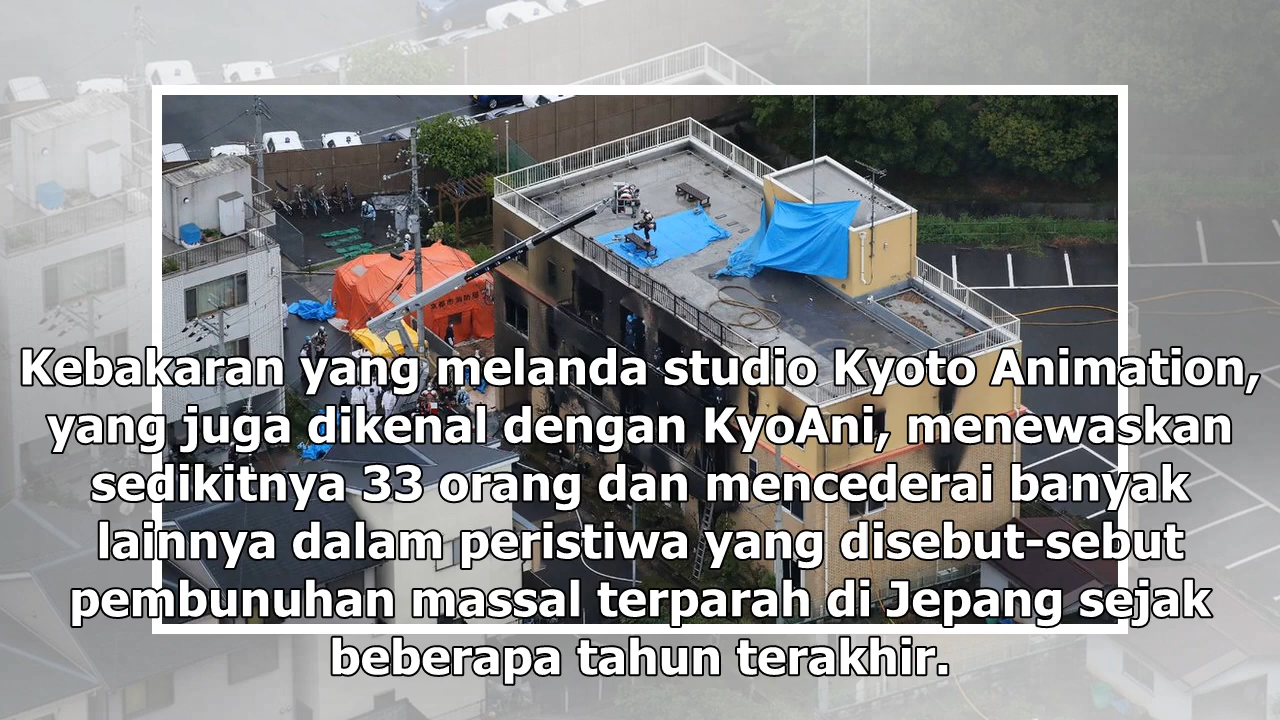 Kebakaran yang melanda studio Kyoto Animation,
yang juga dikenal dengan KyoAni, menewaskan
sedikitnya 33 orang dan mencederai banyak
lainnya dalam peristiwa yang disebut-sebut
pembunuhan massal terparah di Jepang sejak
beberapa tahun terakhir.